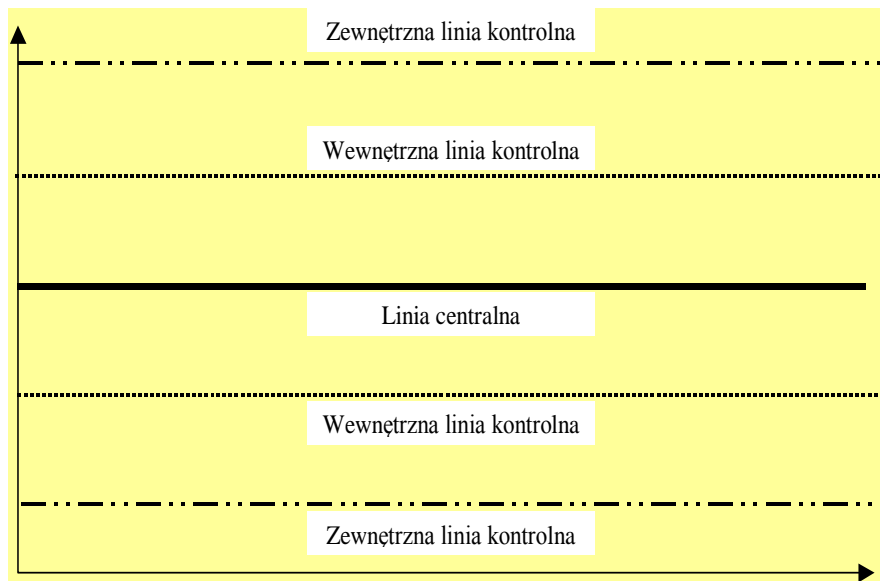 Zewnętrzna linia kontrolna
Wewnętrzna linia kontrolna
Linia centralna
Wewnętrzna linia kontrolna
Zewnętrzna linia kontrolna